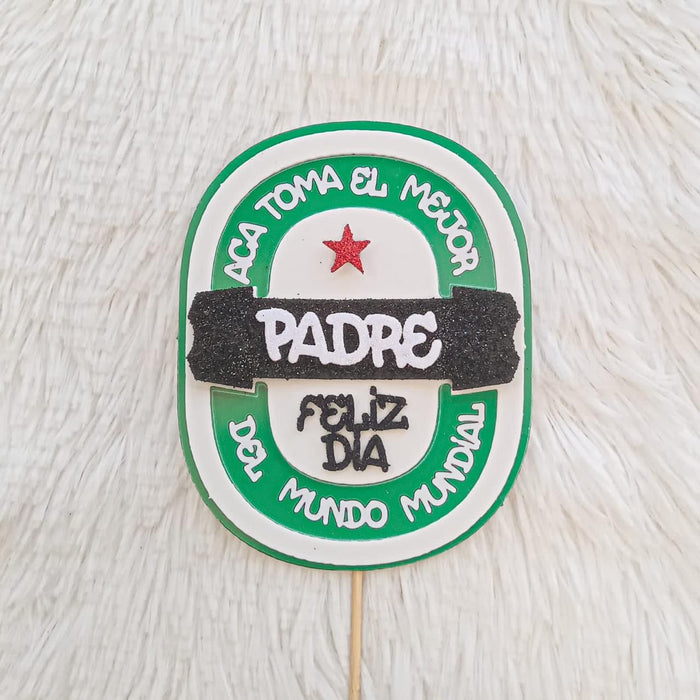 ACA TOMA EL MEJOR
PADRE
FELIZ
DIA
DEL MUNDO MUNDIAL